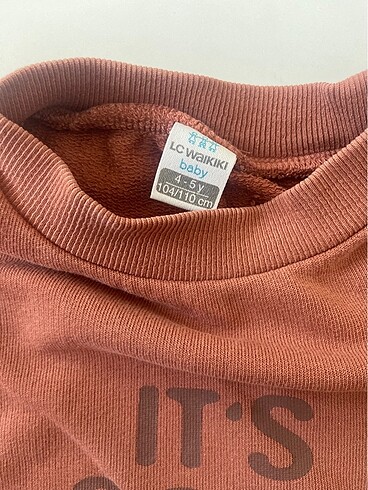 LC WAIKIKI
baby
4 - 5 y
104/110 cm
IT'S